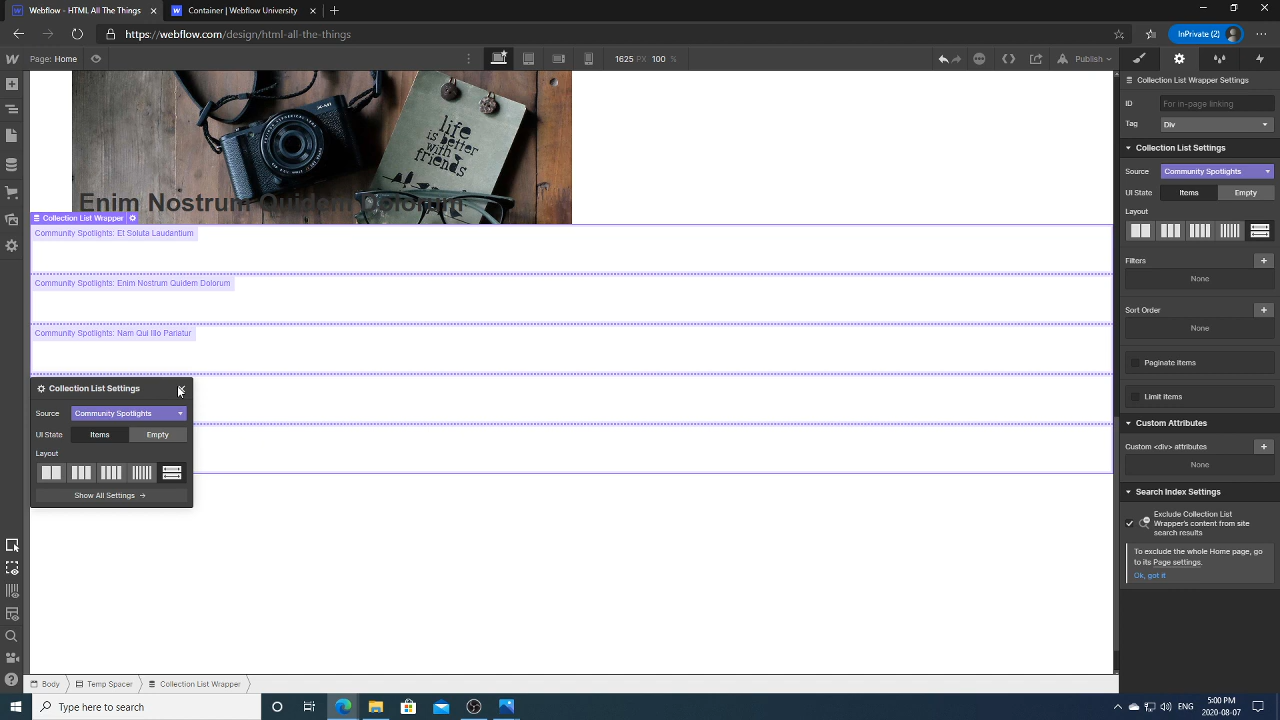 Webflow - HTML All The Things
Container | Webflow University
https://webflow.com/design/html-all-the-things
InPrivate (2)
Page: Home
1625 PX 100 %
Publish
Collection List Wrapper Settings
ID For in-page linking
Tag Div
Collection List Settings
Source Community Spotlights
UI State Items Empty
Layout
Filters
None
Sort Order
None
Paginate Items
Limit Items
Custom Attributes
Custom <div> attributes
None
Search Index Settings
Exclude Collection List
Wrapper's content from site
search results
To exclude the whole Home page, go
to its Page settings.
Ok, got it
life
is better
with
friends
Enim Nostrum Quidem Dolorum
Collection List Wrapper
Community Spotlights: Et Soluta Laudantium
Community Spotlights: Enim Nostrum Quidem Dolorum
Community Spotlights: Nam Qui Illo Pariatur
Collection List Settings
Source Community Spotlights
UI State Items Empty
Layout
Show All Settings
Body Temp Spacer Collection List Wrapper
Type here to search
5:00 PM
2020-08-07